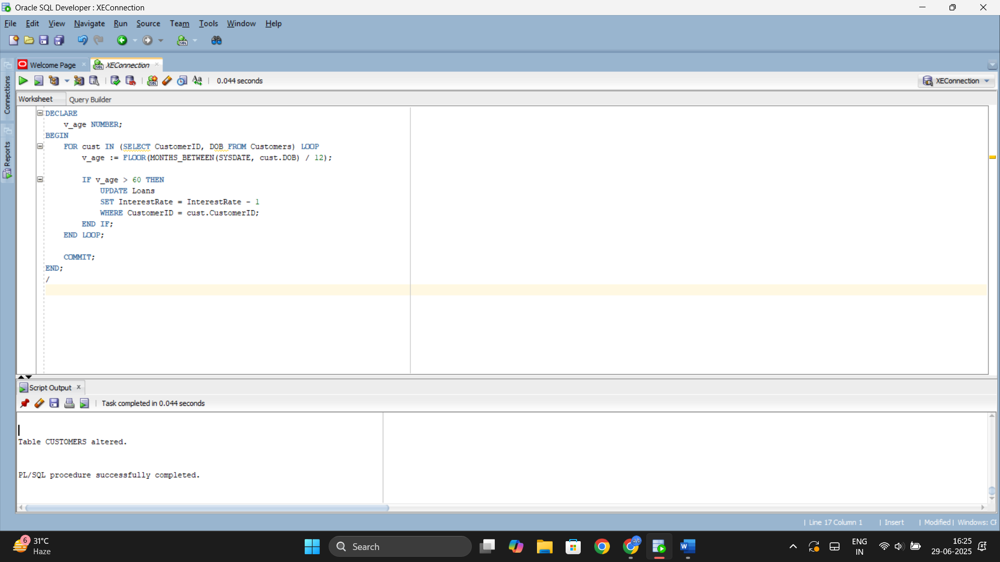 Oracle SQL Developer : XEConnection
File Edit View Navigate Run Source Team Tools Window Help
Welcome Page XEConnection
0.044 seconds
XEConnection
Connections
Reports
Worksheet Query Builder
DECLARE
    v_age NUMBER;
BEGIN
    FOR cust IN (SELECT CustomerID, DOB FROM Customers) LOOP
        v_age := FLOOR(MONTHS_BETWEEN(SYSDATE, cust.DOB) / 12);
        IF v_age > 60 THEN
            UPDATE Loans
            SET InterestRate = InterestRate - 1
            WHERE CustomerID = cust.CustomerID;
        END IF;
    END LOOP;
    COMMIT;
END;
/
Script Output
Task completed in 0.044 seconds
Table CUSTOMERS altered.
PL/SQL procedure successfully completed.
Line 17 Column 1 | Insert | Modified | Windows: CR
6
31°C
Haze
Search
ENG
IN
16:25
29-06-2025